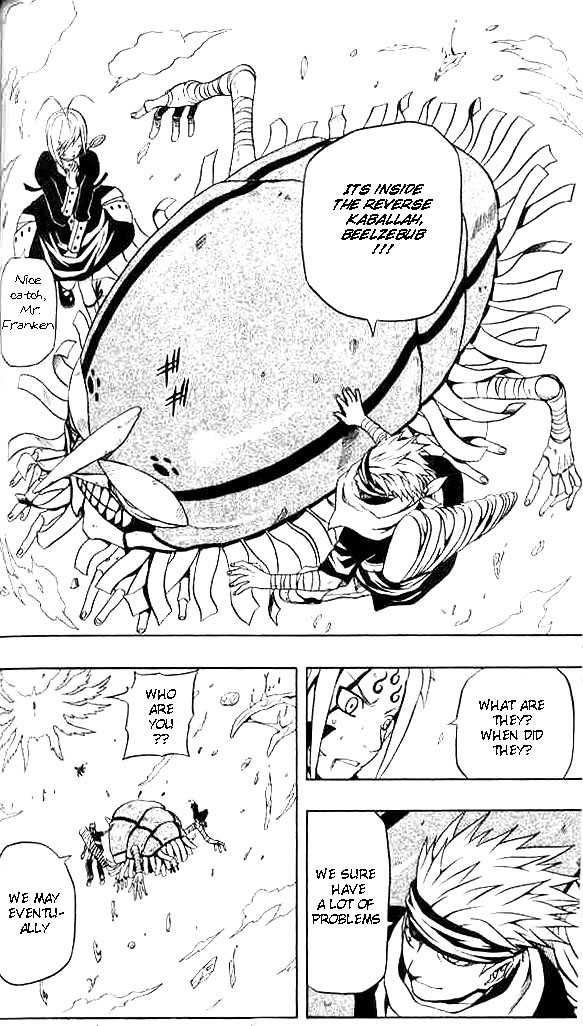 ITS INSIDE
THE REVERSE
KABALLAH,
BEELZEBUB
!!!
Nice
catch,
Mr.
Franken
WHAT ARE
THEY?
WHEN DID
THEY?
WE SURE
HAVE
A LOT OF
PROBLEMS
WHO
ARE
YOU
??
WE MAY
EVENTU-
ALLY